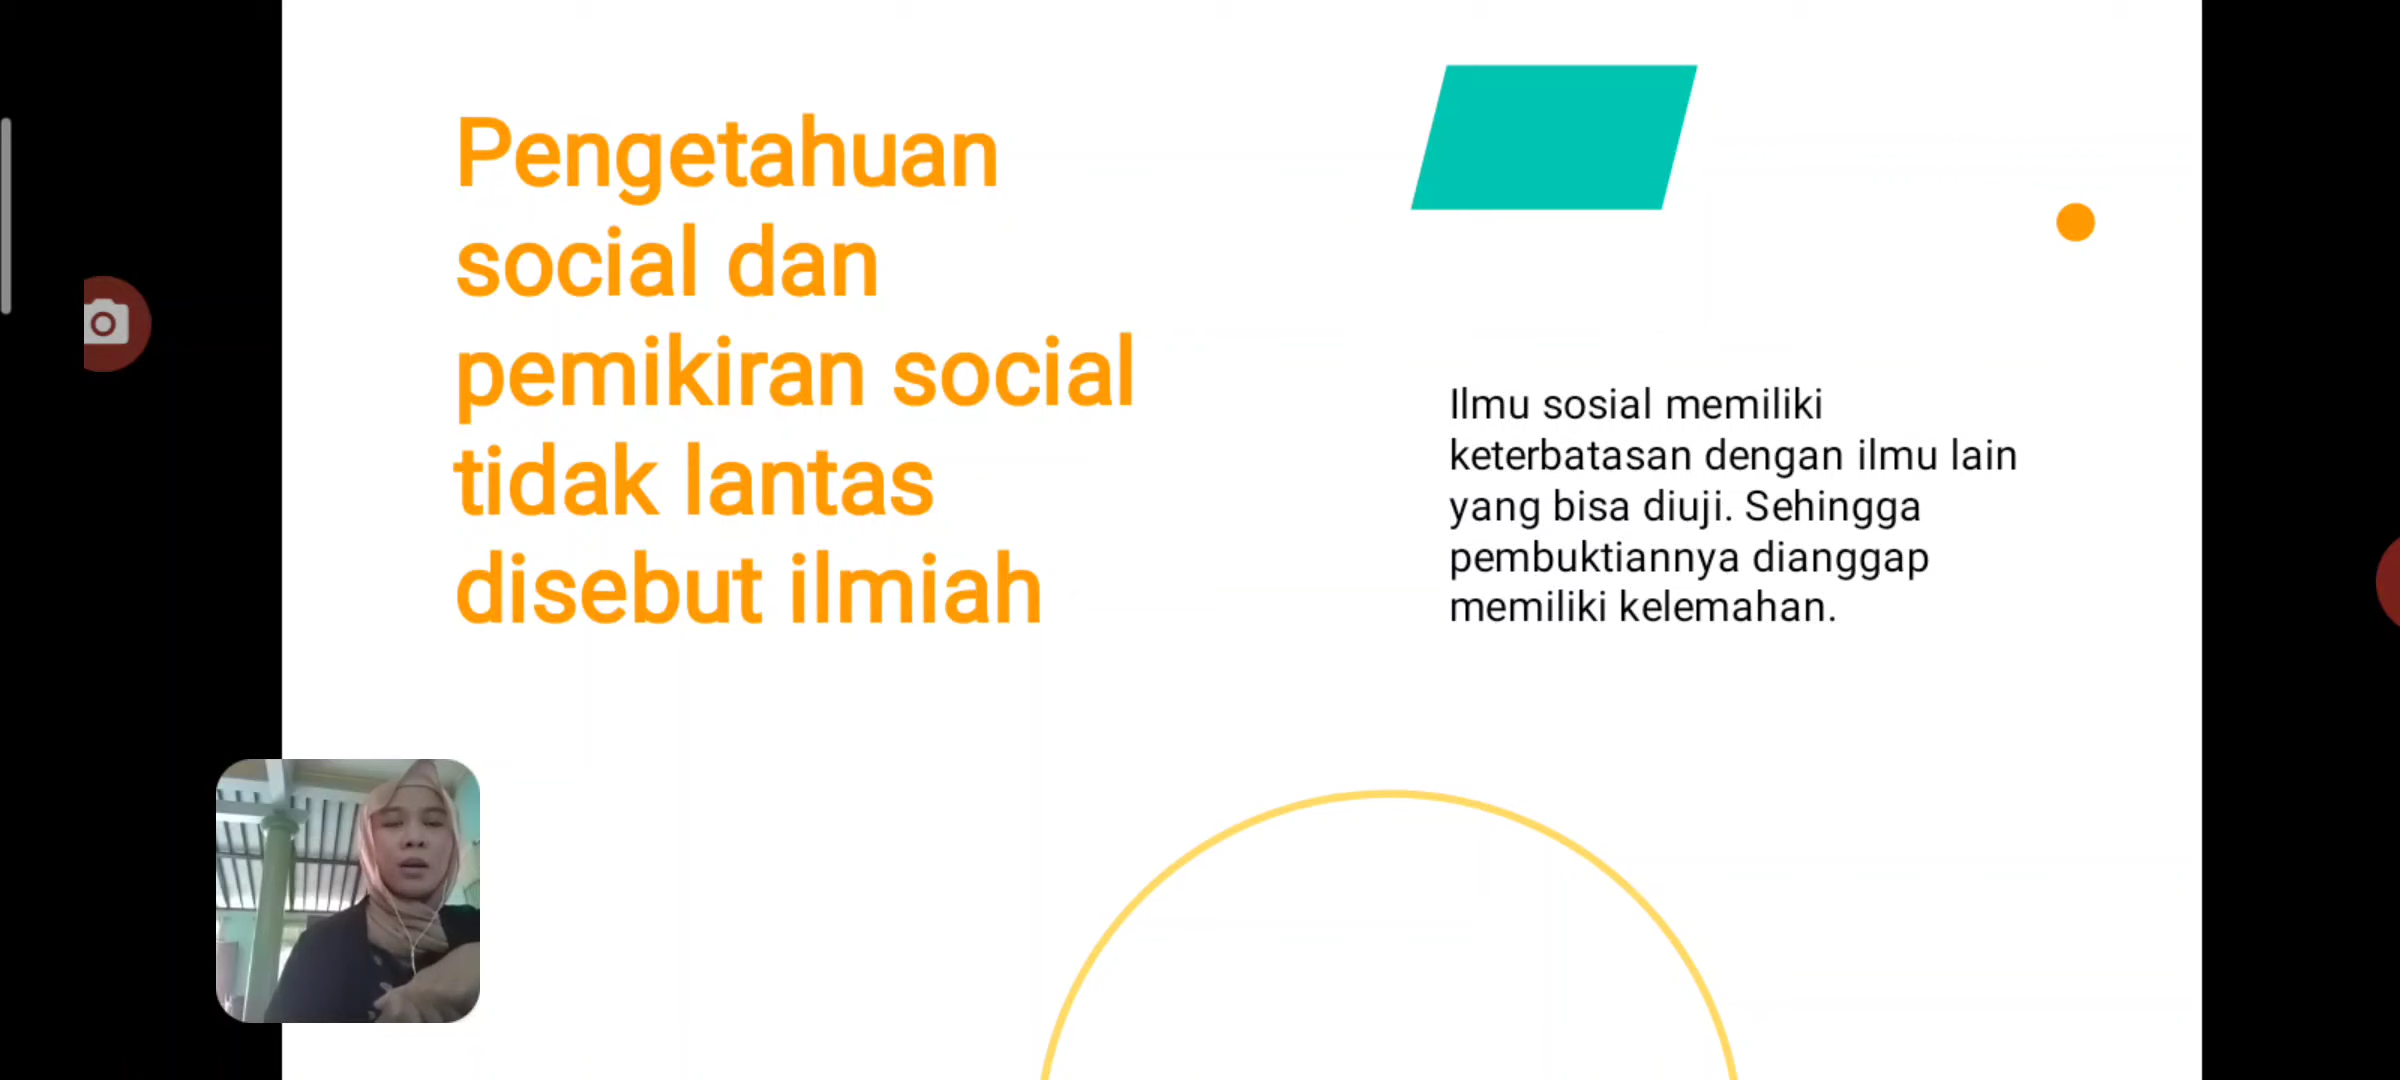 Pengetahuan
social dan
pemikiran social
tidak lantas
disebut ilmiah
Ilmu sosial memiliki
keterbatasan dengan ilmu lain
yang bisa diuji. Sehingga
pembuktiannya dianggap
memiliki kelemahan.